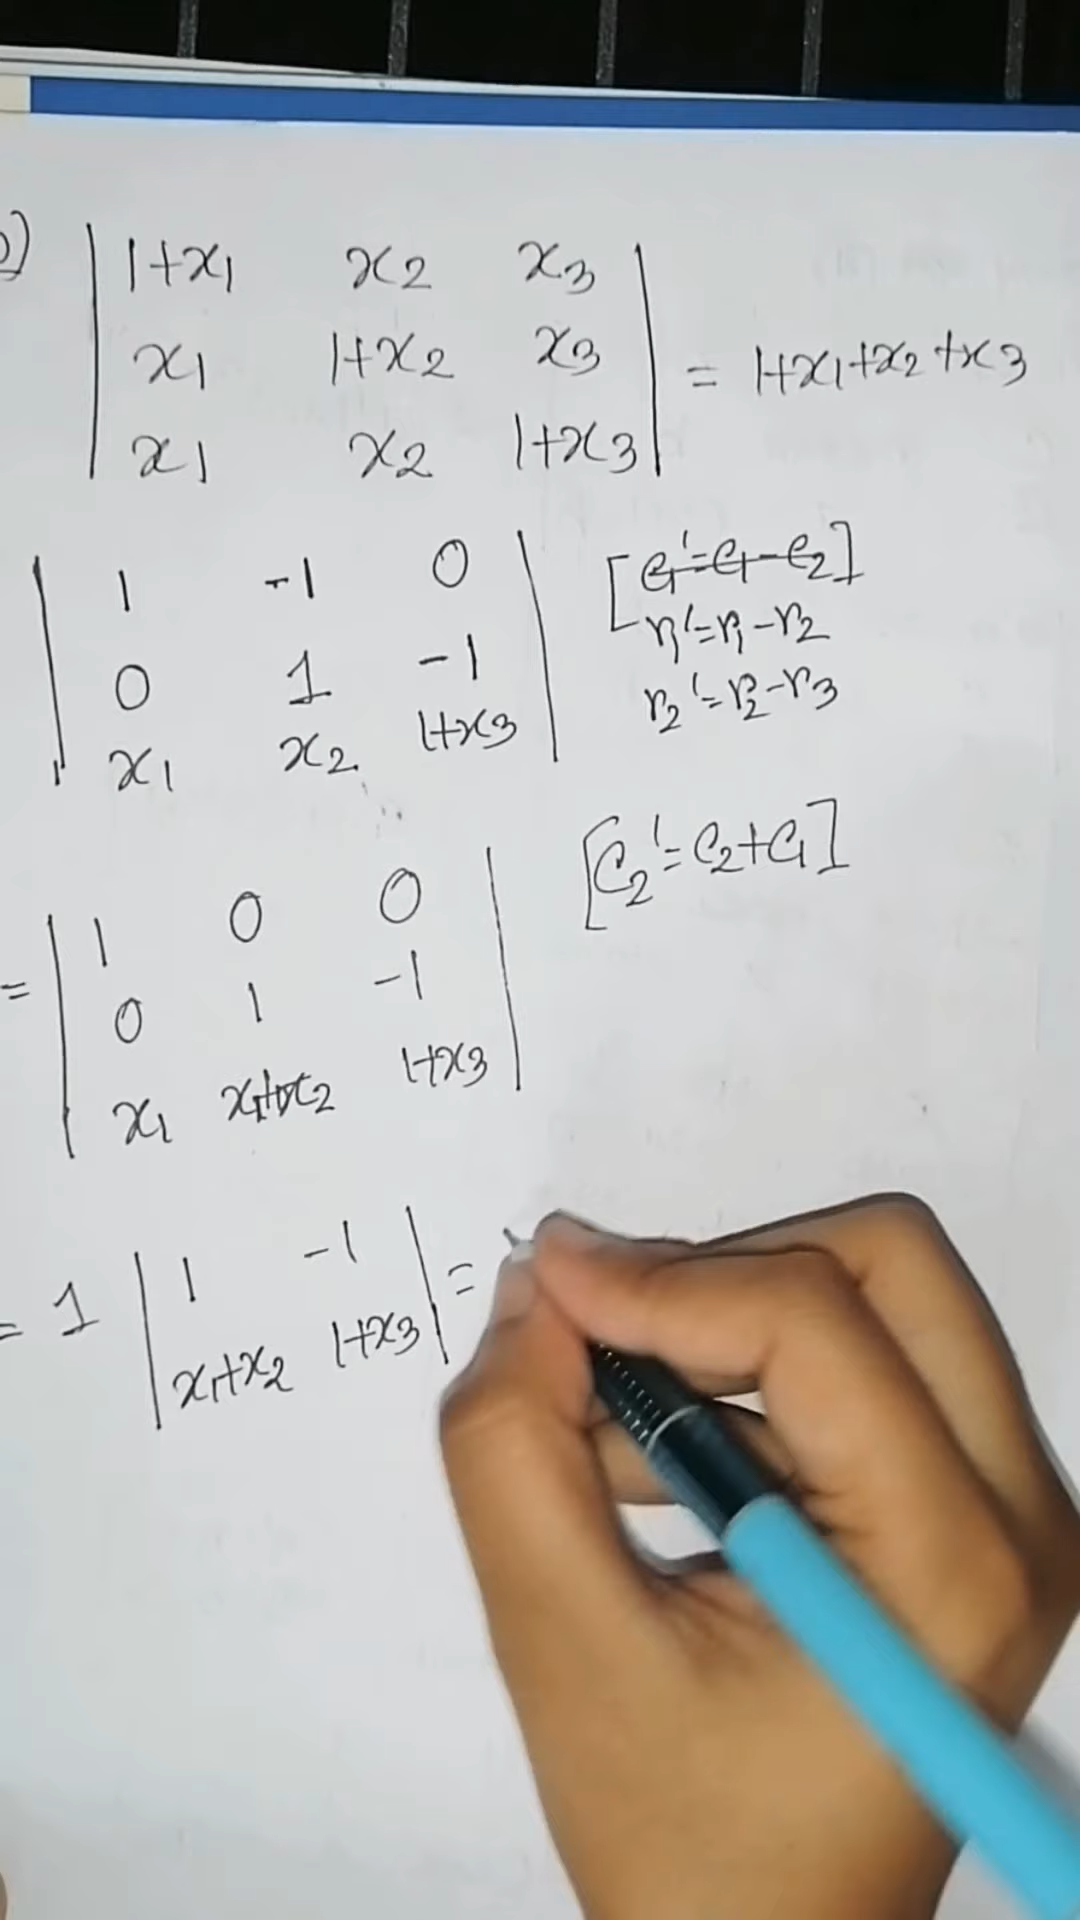 ) | 1+x1 x2 x3 |
| x1 1+x2 x3 | = 1+x1+x2+x3
| x1 x2 1+x3 |
| 1 -1 0 | [c1'=c1-c2]
| 0 1 -1 | r1'=r1-r2
| x1 x2 1+x3 | r2'=r2-r3
| 1 0 0 | [c2'=c2+c1]
= | 0 1 -1 |
| x1 x1+x2 1+x3 |
= 1 | 1 -1 | =
| x1+x2 1+x3 |